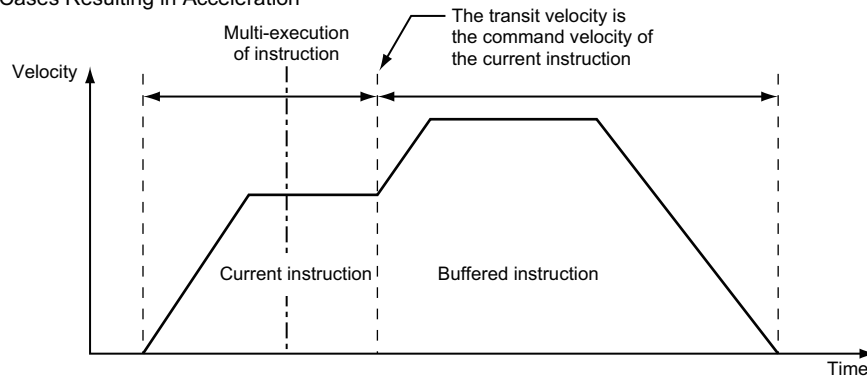 Cases Resulting in Acceleration
The transit velocity is
the command velocity of
the current instruction
Multi-execution
of instruction
Velocity
Current instruction
Buffered instruction
Time